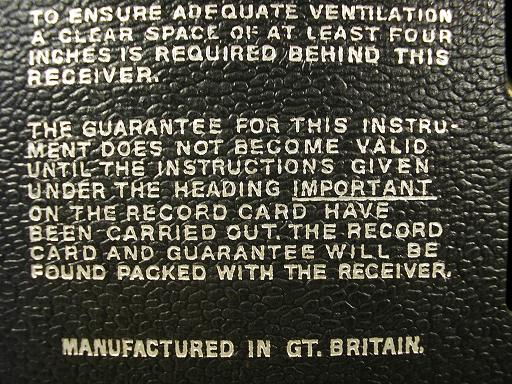 TO ENSURE ADEQUATE VENTILATION
A CLEAR SPACE OF AT LEAST FOUR
INCHES IS REQUIRED BEHIND THIS
RECEIVER.
THE GUARANTEE FOR THIS INSTRU-
MENT DOES NOT BECOME VALID
UNTIL THE INSTRUCTIONS GIVEN
UNDER THE HEADING IMPORTANT
ON THE RECORD CARD HAVE
BEEN CARRIED OUT. THE RECORD
CARD AND GUARANTEE WILL BE
FOUND PACKED WITH THE RECEIVER.
MANUFACTURED IN GT. BRITAIN.